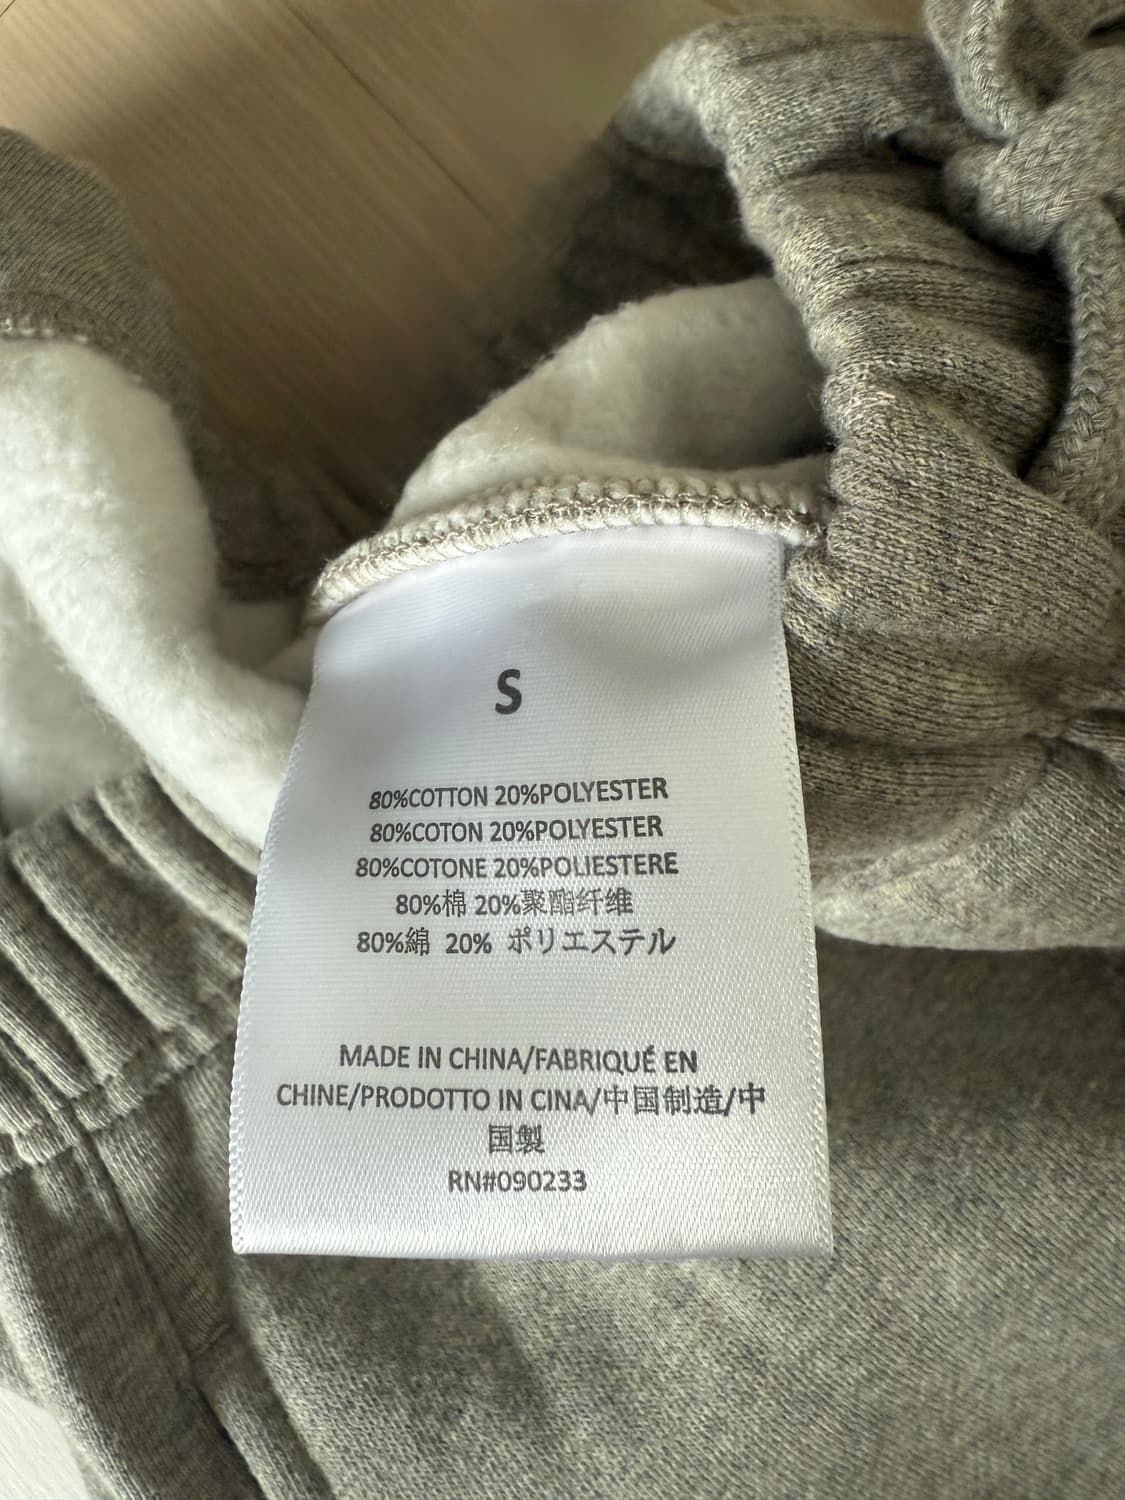 S
80%COTTON 20%POLYESTER
80%COTON 20%POLYESTER
80%COTONE 20%POLIESTERE
80%棉 20%聚酯纤维
80%綿 20% ポリエステル
MADE IN CHINA/FABRIQUÉ EN
CHINE/PRODOTTO IN CINA/中国制造/中
国製
RN#090233